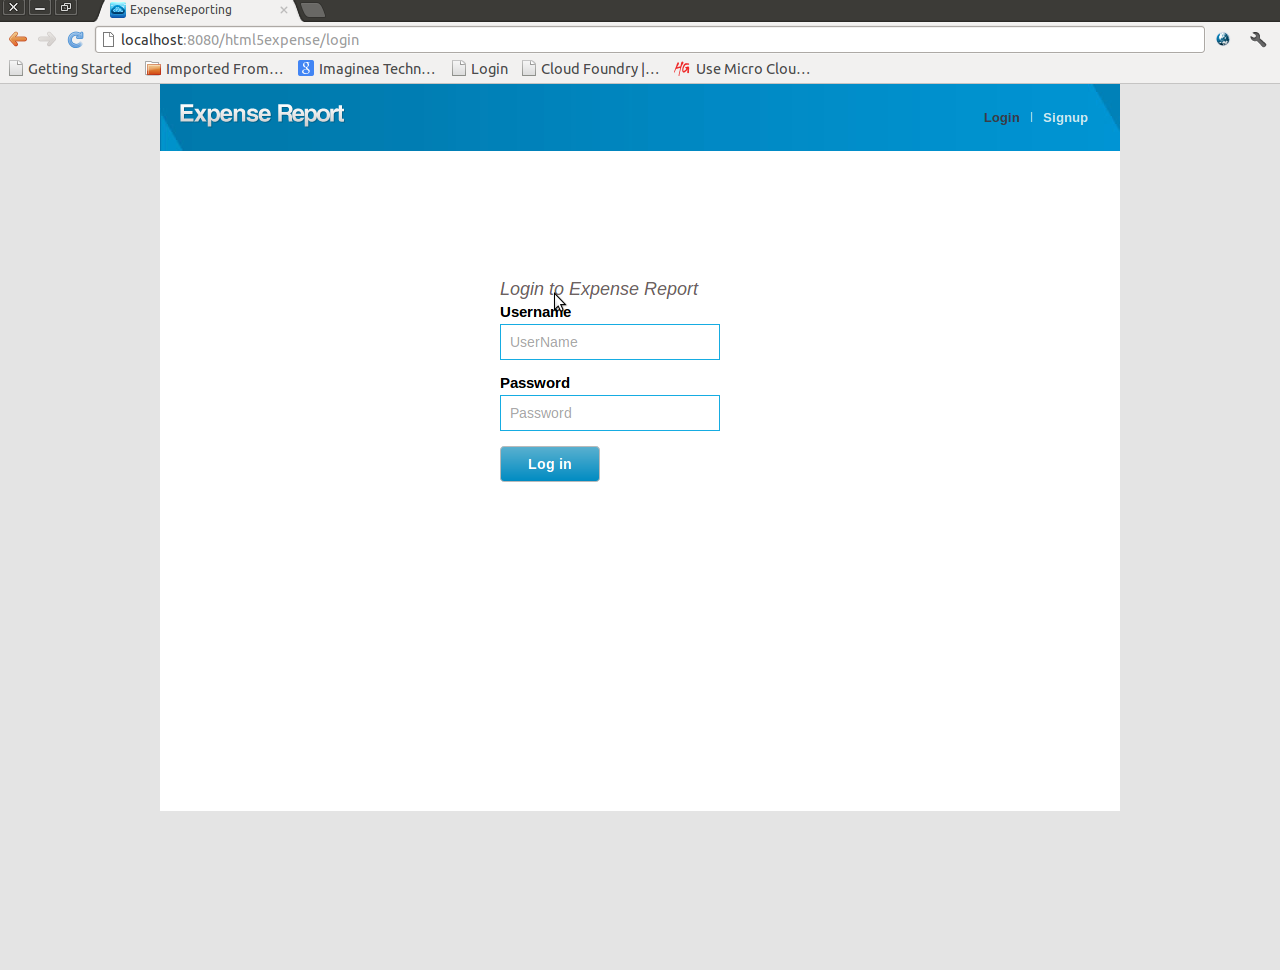 ExpenseReporting
localhost:8080/html5expense/login
Getting Started Imported From... Imaginea Techn... Login Cloud Foundry |... Use Micro Clou...
Expense Report
Login | Signup
Login to Expense Report
Username
UserName
Password
Password
Log in